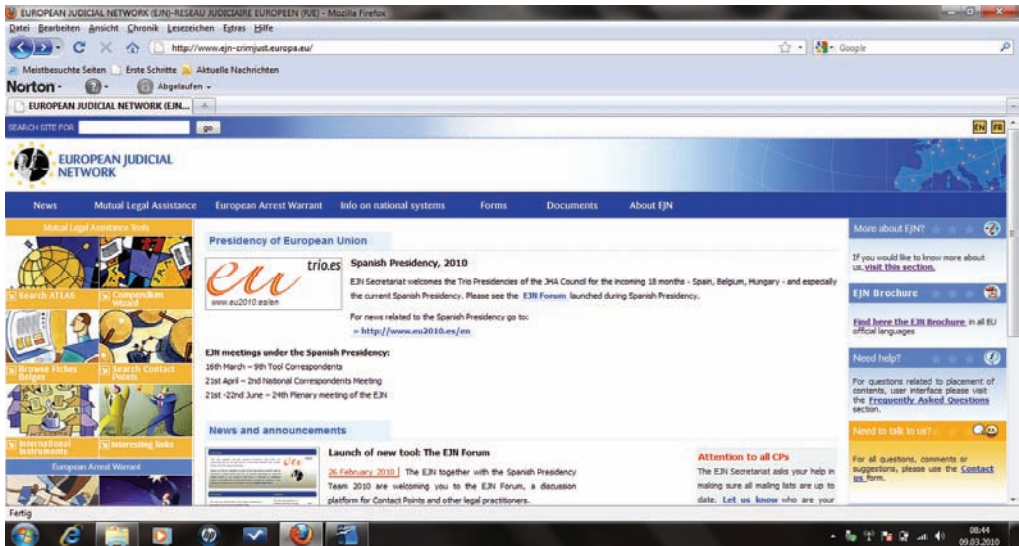 EUROPEAN JUDICIAL NETWORK (EJN)-RESEAU JUDICIAIRE EUROPEEN (RJE) - Mozilla Firefox
Datei Bearbeiten Ansicht Chronik Lesezeichen Extras Hilfe
http://www.ejn-crimjust.europa.eu/
Google
Meistbesuchte Seiten Erste Schritte Aktuelle Nachrichten
Norton - Abgelaufen -
EUROPEAN JUDICIAL NETWORK (EJN...
SEARCH SITE FOR go EN FR
EUROPEAN JUDICIAL
NETWORK
News Mutual Legal Assistance European Arrest Warrant Info on national systems Forms Documents About EJN
Mutual Legal Assistance Tools
Search ATLAS
Compendium
Wizard
Browse Fiches
Belges
Search Contact
Points
International
Instruments
Interesting links
European Arrest Warrant
Presidency of European Union
eu trio.es
www.eu2010.es/en
Spanish Presidency, 2010
EJN Secretariat welcomes the Trio Presidencies of the JHA Council for the incoming 18 months - Spain, Belgium, Hungary - and especially
the current Spanish Presidency. Please see the EJN Forum launched during Spanish Presidency.
For news related to the Spanish Presidency go to:
» http://www.eu2010.es/en
EJN meetings under the Spanish Presidency:
16th March – 9th Tool Correspondents
21st April – 2nd National Correspondents Meeting
21st -22nd June – 24th Plenary meeting of the EJN
News and announcements
Launch of new tool: The EJN Forum
26 February 2010 | The EJN together with the Spanish Presidency
Team 2010 are welcoming you to the EJN Forum, a discussion
platform for Contact Points and other legal practitioners.
Attention to all CPs
The EJN Secretariat asks your help in
making sure all mailing lists are up to
date. Let us know who are your
More about EJN?
If you would like to know more about
us, visit this section.
EJN Brochure
Find here the EJN Brochure in all EU
official languages
Need help?
For questions related to placement of
contents, user interface please visit
the Frequently Asked Questions
section.
Need to talk to us?
For all questions, comments or
suggestions, please use the Contact
us form.
Fertig
08:44
09.03.2010